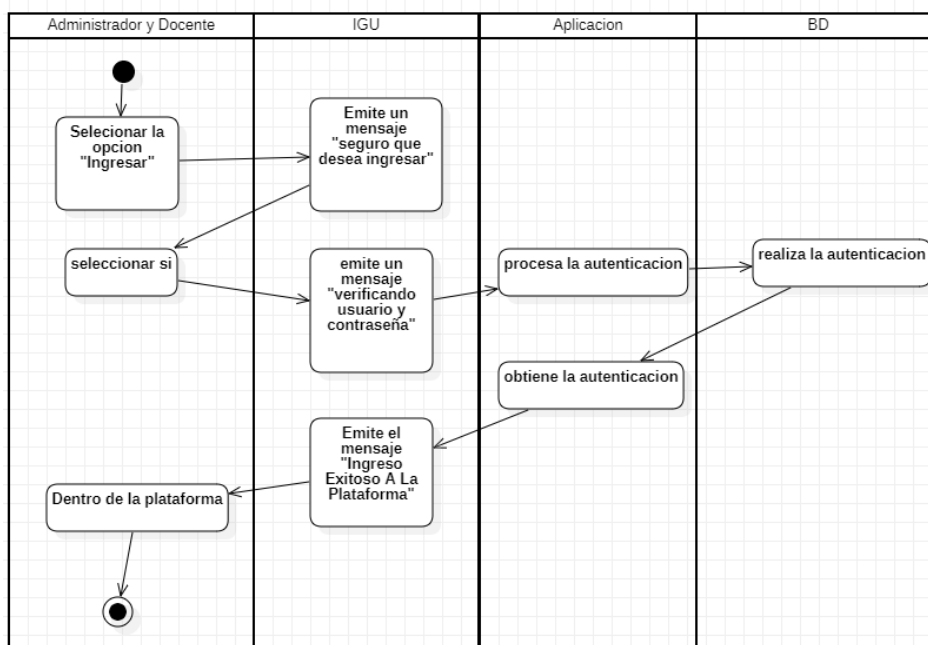 Administrador y Docente
IGU
Aplicacion
BD
Selecionar la
opcion
"Ingresar"
Emite un
mensaje
"seguro que
desea ingresar"
seleccionar si
emite un
mensaje
"verificando
usuario y
contraseña"
procesa la autenticacion
realiza la autenticacion
obtiene la autenticacion
Emite el
mensaje
"Ingreso
Exitoso A La
Plataforma"
Dentro de la plataforma